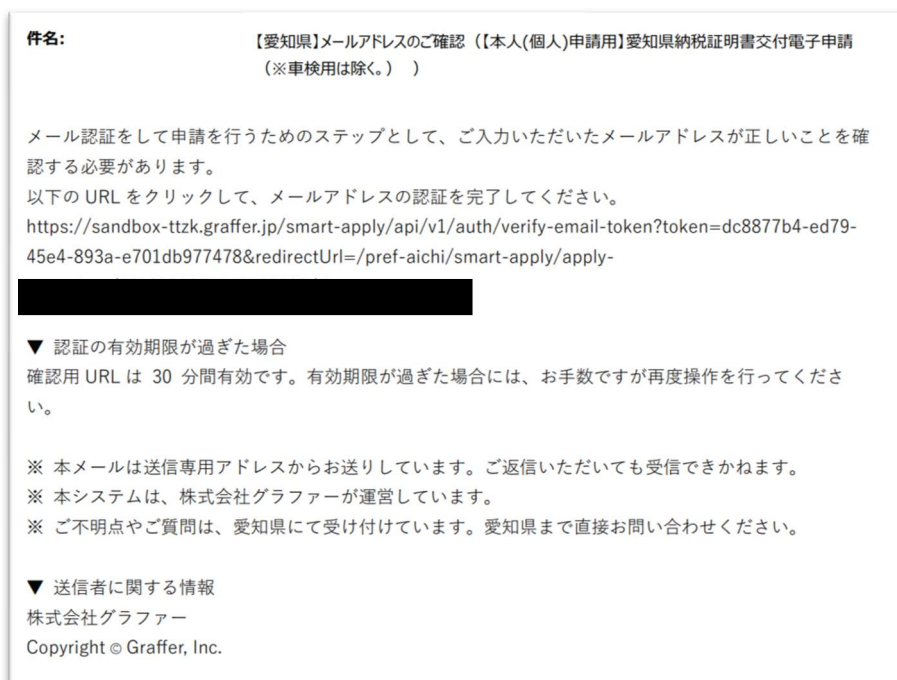 件名: 【愛知県】メールアドレスのご確認（【本人(個人)申請用】愛知県納税証明書交付電子申請
（※車検用は除く。） ）
メール認証をして申請を行うためのステップとして、ご入力いただいたメールアドレスが正しいことを確
認する必要があります。
以下の URL をクリックして、メールアドレスの認証を完了してください。
https://sandbox-ttzk.graffer.jp/smart-apply/api/v1/auth/verify-email-token?token=dc8877b4-ed79-
45e4-893a-e701db977478&redirectUrl=/pref-aichi/smart-apply/apply-
▼ 認証の有効期限が過ぎた場合
確認用 URL は 30 分間有効です。有効期限が過ぎた場合には、お手数ですが再度操作を行ってくださ
い。
※ 本メールは送信専用アドレスからお送りしています。ご返信いただいても受信できかねます。
※ 本システムは、株式会社グラファーが運営しています。
※ ご不明点やご質問は、愛知県にて受け付けています。愛知県まで直接お問い合わせください。
▼ 送信者に関する情報
株式会社グラファー
Copyright © Graffer, Inc.